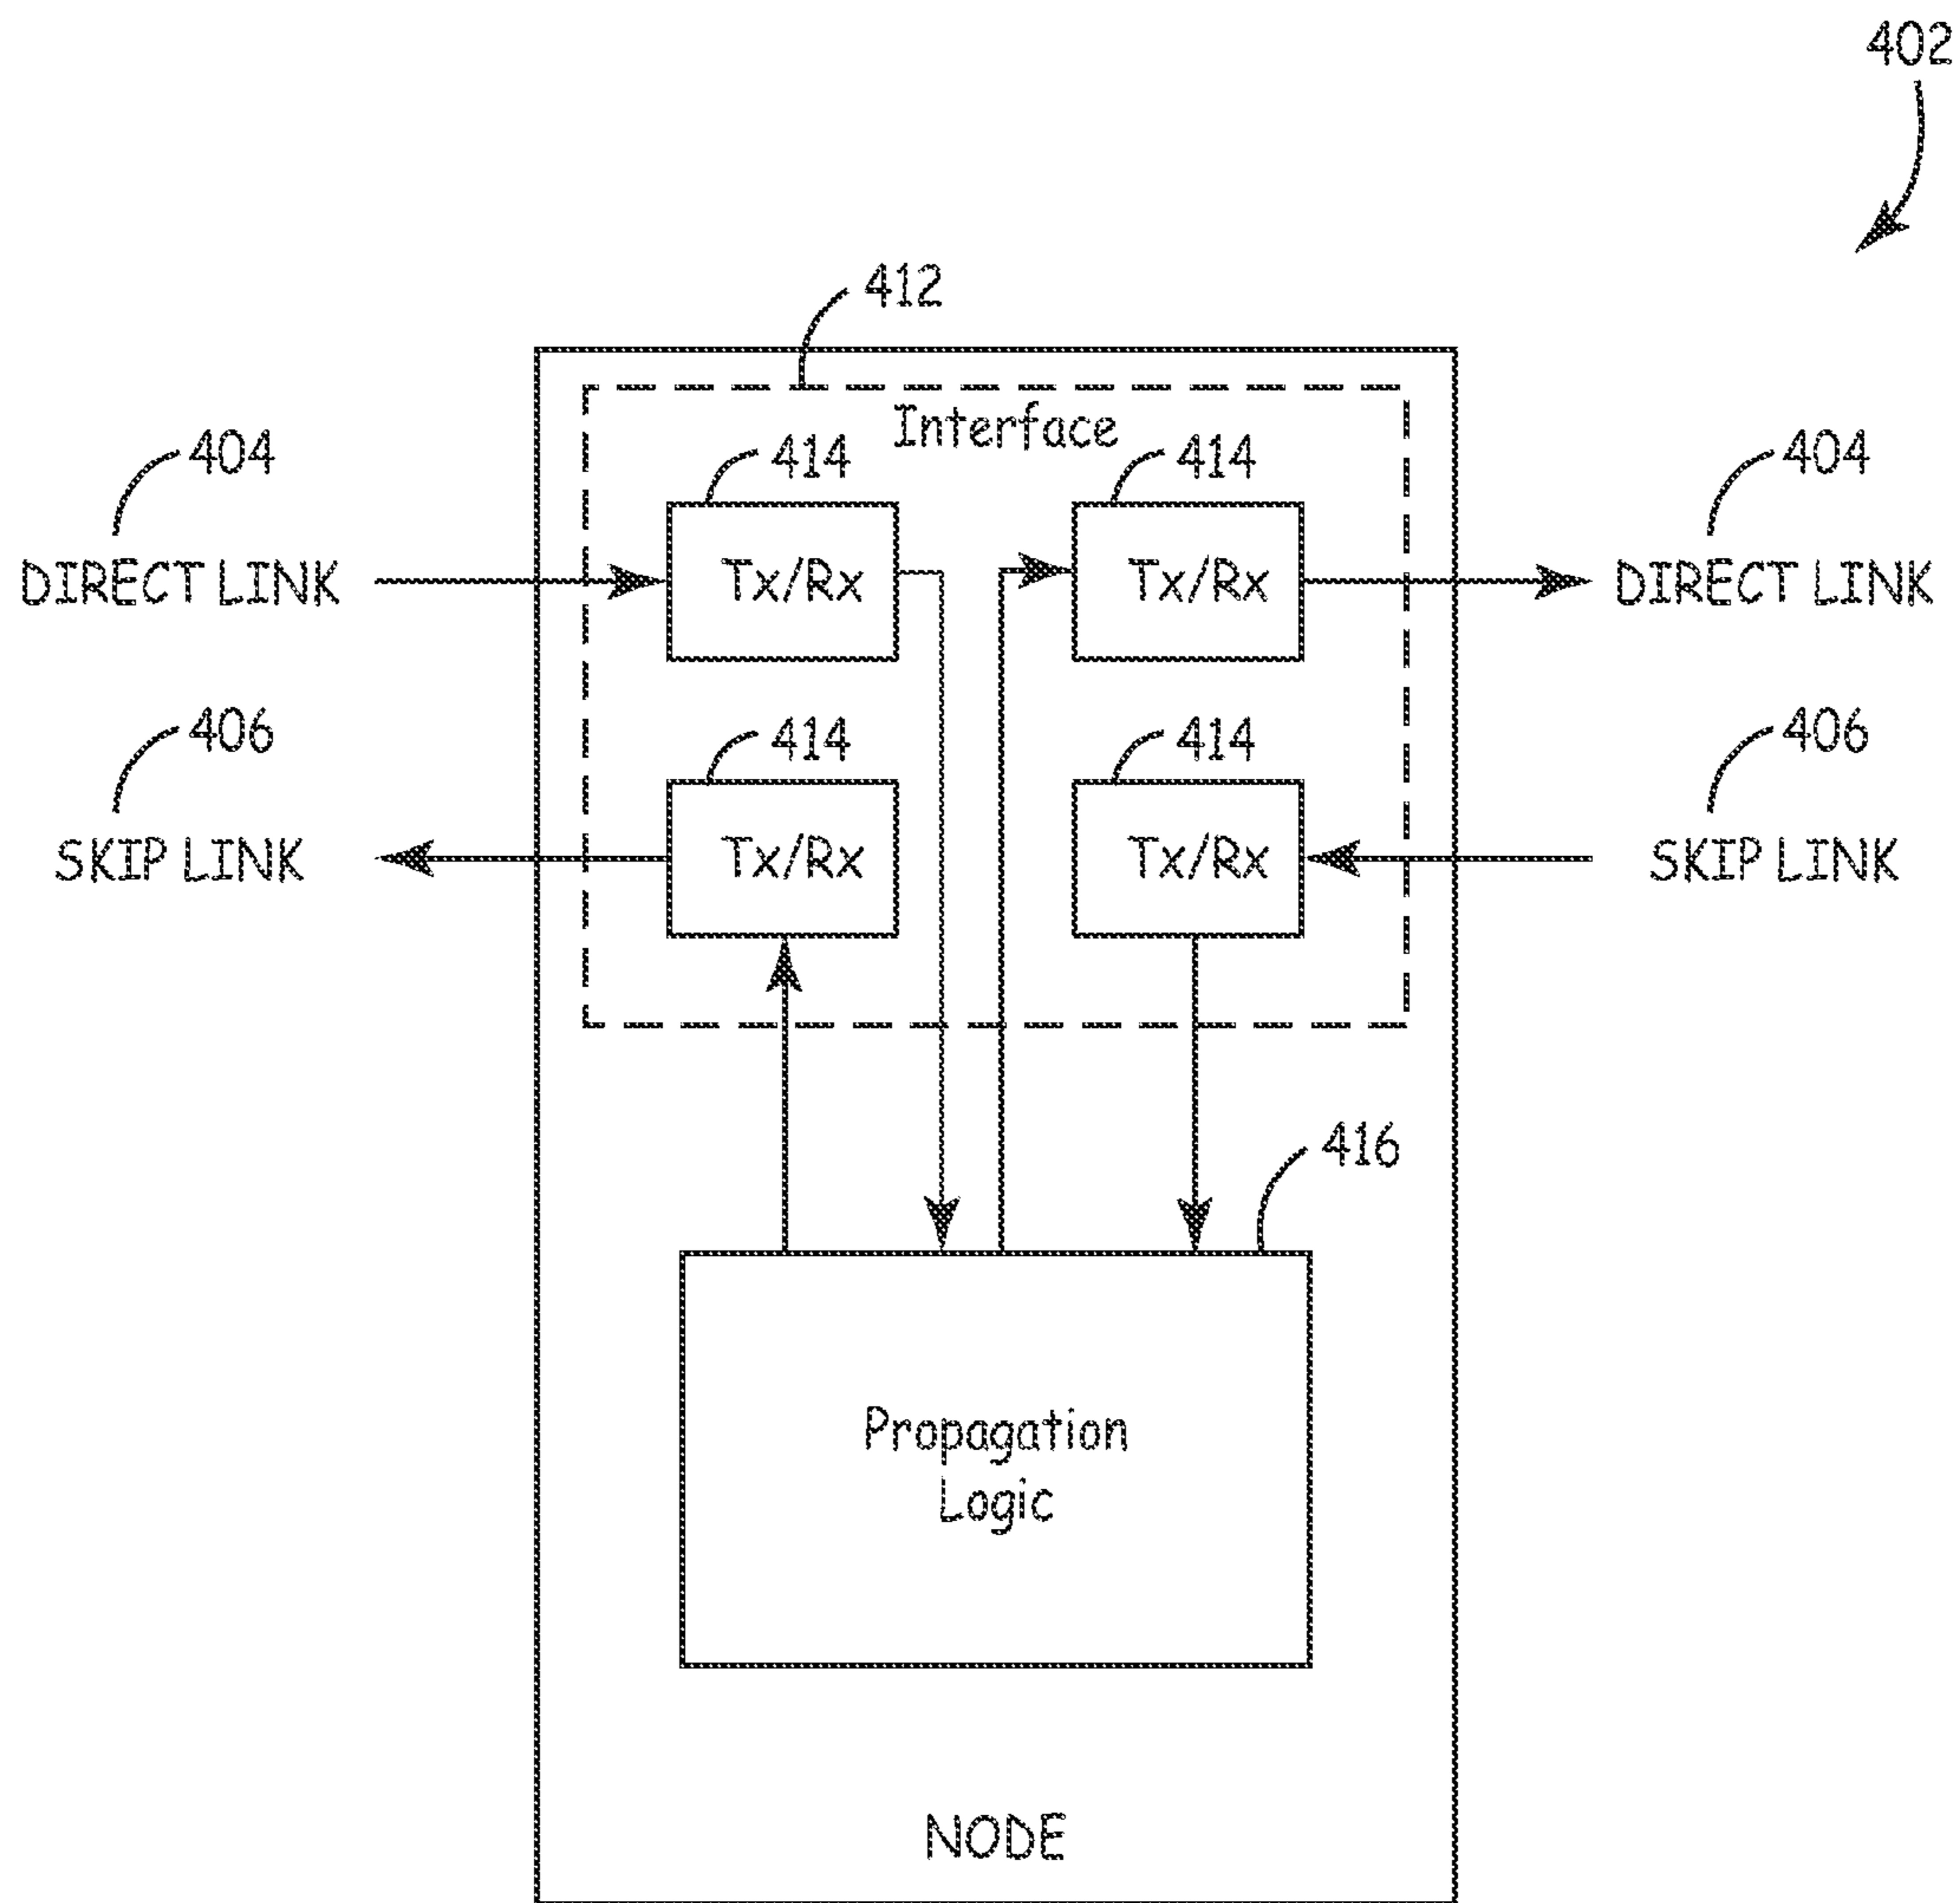 402
412
Interface
404
414
414
404
DIRECT LINK
Tx/Rx
Tx/Rx
DIRECT LINK
406
414
414
406
SKIP LINK
Tx/Rx
Tx/Rx
SKIP LINK
416
Propagation
Logic
NODE